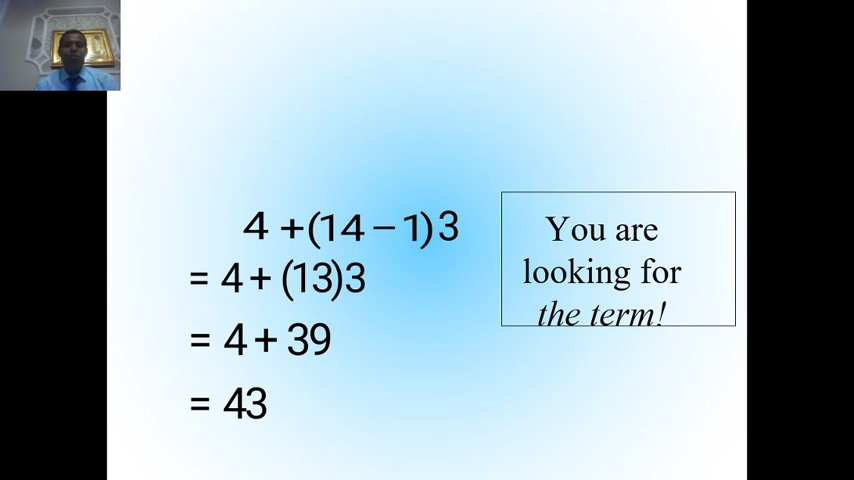 4 + (14 − 1) 3
= 4 + (13)3
= 4 + 39
= 43
You are
looking for
the term!